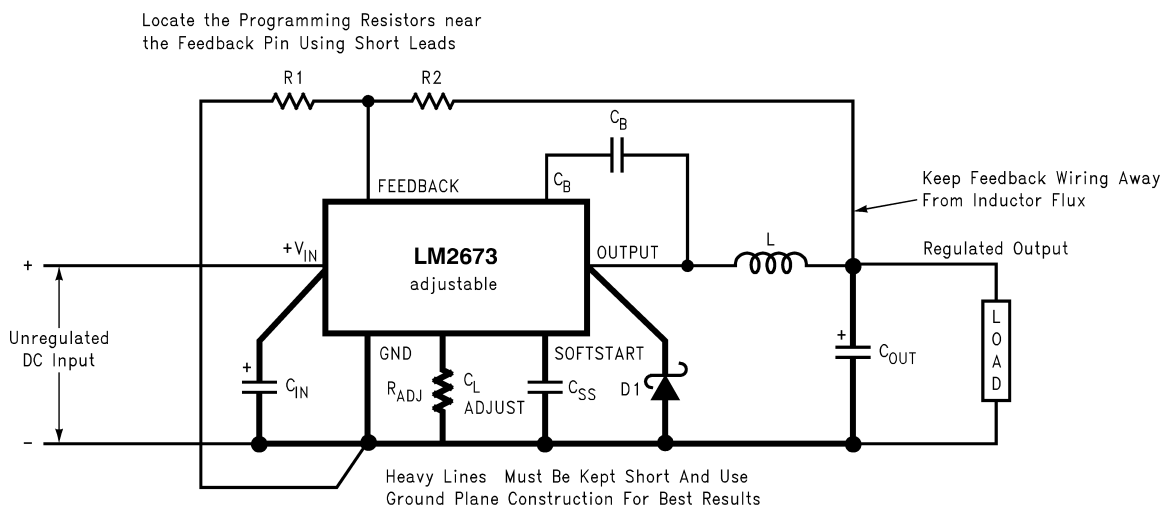 Locate the Programming Resistors near
the Feedback Pin Using Short Leads
R1
R2
CB
FEEDBACK
CB
Keep Feedback Wiring Away
From Inductor Flux
+VIN
LM2673
adjustable
OUTPUT
L
Regulated Output
+
Unregulated
DC Input
–
+
CIN
GND
RADJ
CL
ADJUST
SOFTSTART
CSS
D1
+
COUT
LOAD
Heavy Lines Must Be Kept Short And Use
Ground Plane Construction For Best Results